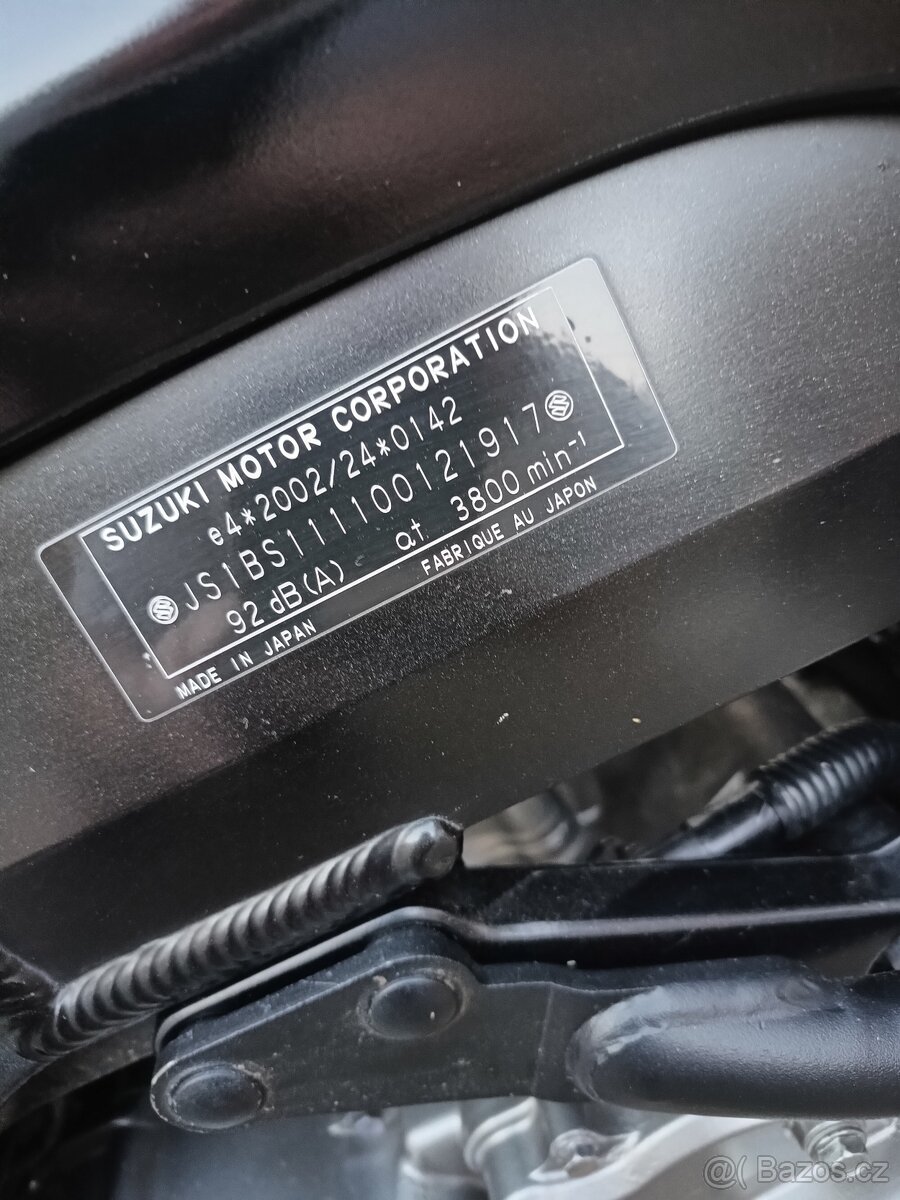 SUZUKI MOTOR CORPORATION
e4*2002/24*0142
JS1BS111100121917
92 dB(A) at 3800 min⁻¹
MADE IN JAPAN FABRIQUE AU JAPON
@( Bazos.cz